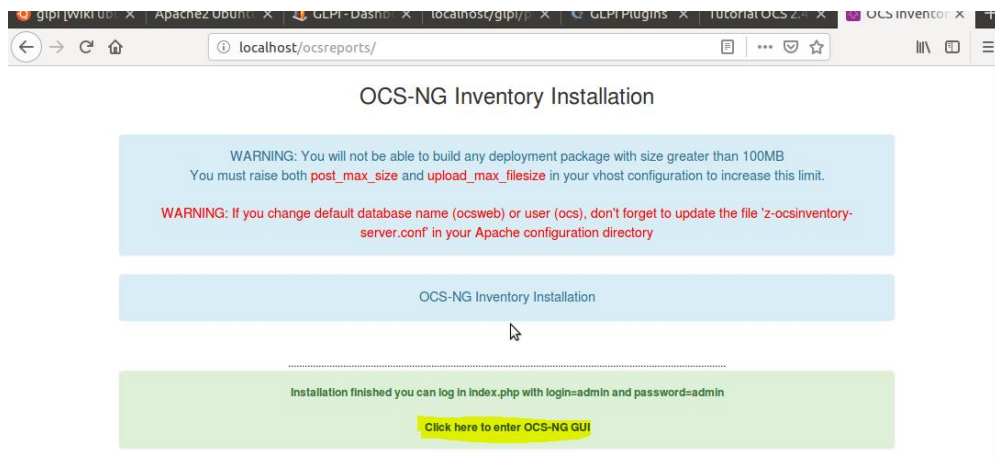 glpi [Wiki ub
Apache2 Ubuntu
GLPI - Dashb
localhost/glpi/p
GLPI Plugins
Tutorial OCS 2.4
OCS Inventor
localhost/ocsreports/
OCS-NG Inventory Installation
WARNING: You will not be able to build any deployment package with size greater than 100MB
You must raise both post_max_size and upload_max_filesize in your vhost configuration to increase this limit.
WARNING: If you change default database name (ocsweb) or user (ocs), don't forget to update the file 'z-ocsinventory-
server.conf' in your Apache configuration directory
OCS-NG Inventory Installation
Installation finished you can log in index.php with login=admin and password=admin
Click here to enter OCS-NG GUI